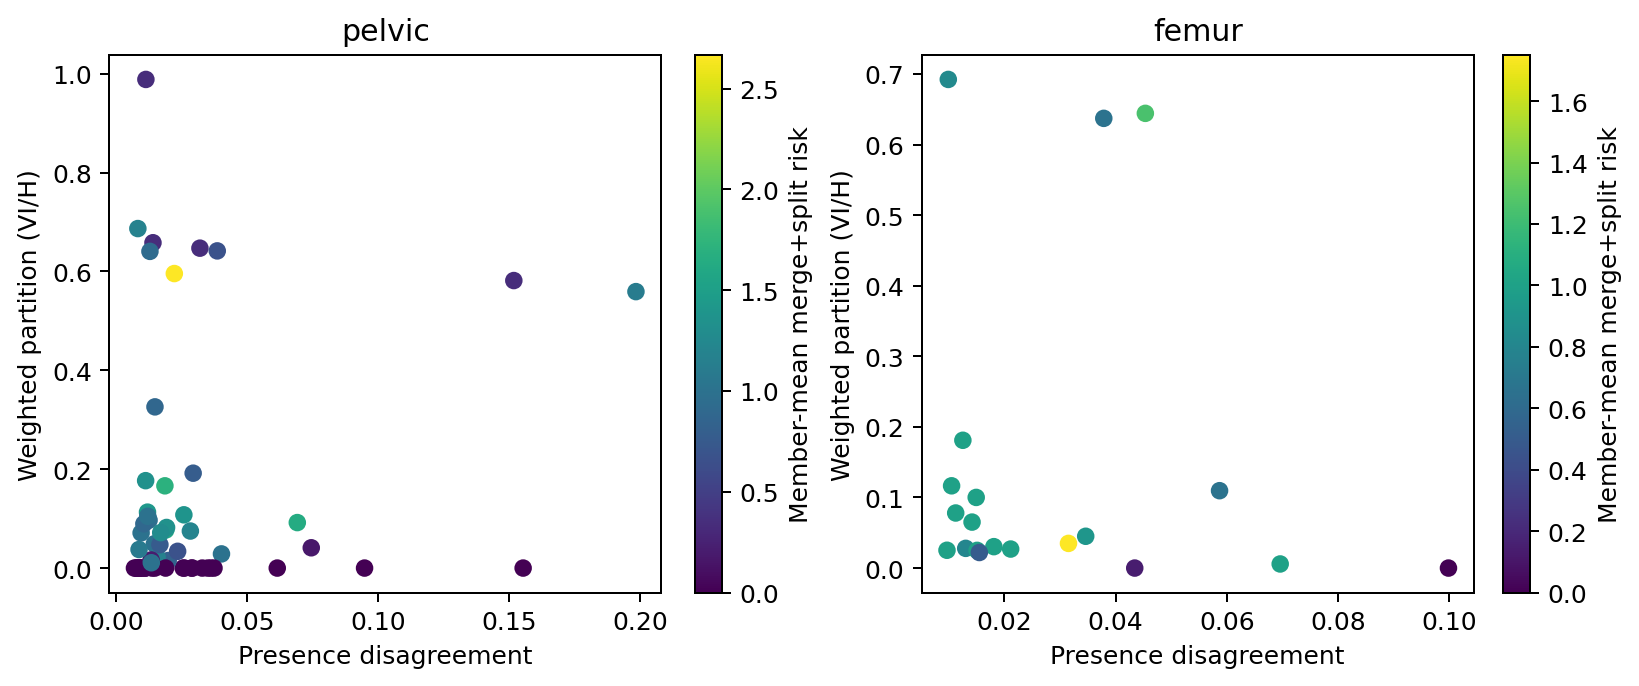 pelvic
Weighted partition (VI/H)
1.0
0.8
0.6
0.4
0.2
0.0
0.00 0.05 0.10 0.15 0.20
Presence disagreement
2.5
2.0
1.5
1.0
0.5
0.0
Member-mean merge+split risk
femur
Weighted partition (VI/H)
0.7
0.6
0.5
0.4
0.3
0.2
0.1
0.0
0.02 0.04 0.06 0.08 0.10
Presence disagreement
1.6
1.4
1.2
1.0
0.8
0.6
0.4
0.2
0.0
Member-mean merge+split risk